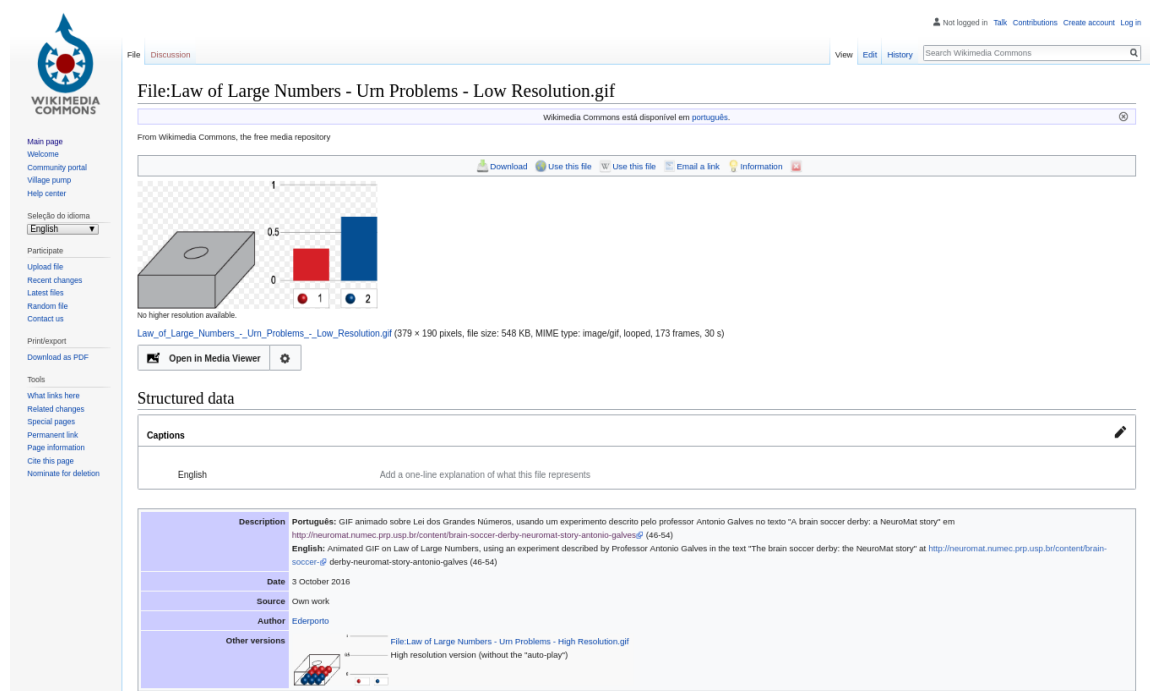 Not logged in Talk Contributions Create account Log in
File Discussion View Edit History Search Wikimedia Commons
WIKIMEDIA
COMMONS
File:Law of Large Numbers - Urn Problems - Low Resolution.gif
Wikimedia Commons está disponível em português.
From Wikimedia Commons, the free media repository
Download Use this file Use this file Email a link Information
Main page
Welcome
Community portal
Village pump
Help center
Seleção do idioma
English
Participate
Upload file
Recent changes
Latest files
Random file
Contact us
Print/export
Download as PDF
Tools
What links here
Related changes
Special pages
Permanent link
Page information
Cite this page
Nominate for deletion
1
0.5
0
1 2
No higher resolution available.
Law_of_Large_Numbers_-_Urn_Problems_-_Low_Resolution.gif (379 × 190 pixels, file size: 548 KB, MIME type: image/gif, looped, 173 frames, 30 s)
Open in Media Viewer
Structured data
Captions
English Add a one-line explanation of what this file represents
Description Português: GIF animado sobre Lei dos Grandes Números, usando um experimento descrito pelo professor Antonio Galves no texto "A brain soccer derby: a NeuroMat story" em
http://neuromat.numec.prp.usp.br/content/brain-soccer-derby-neuromat-story-antonio-galves (46-54)
English: Animated GIF on Law of Large Numbers, using an experiment described by Professor Antonio Galves in the text "The brain soccer derby: the NeuroMat story" at http://neuromat.numec.prp.usp.br/content/brain-
soccer- derby-neuromat-story-antonio-galves (46-54)
Date 3 October 2016
Source Own work
Author Ederporto
Other versions File:Law of Large Numbers - Urn Problems - High Resolution.gif
High resolution version (without the "auto-play")